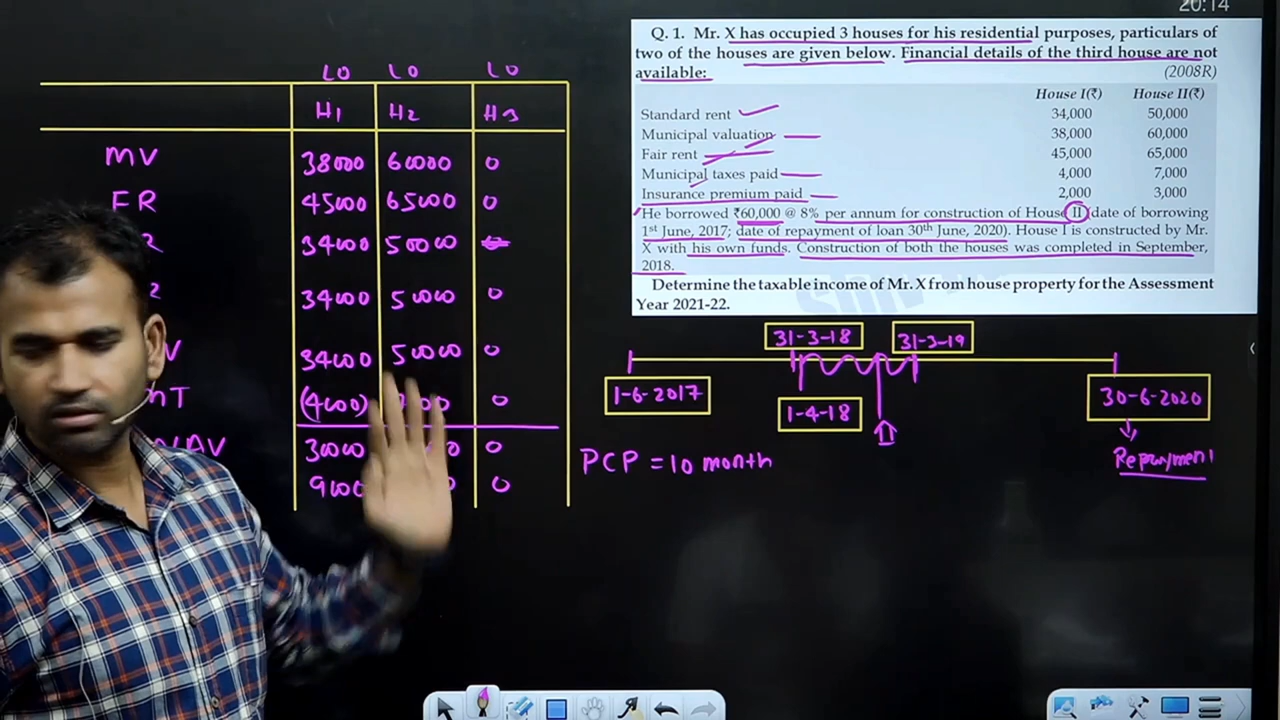 20:14
Q. 1. Mr. X has occupied 3 houses for his residential purposes, particulars of
two of the houses are given below. Financial details of the third house are not
available:
(2008R)
House I(₹) House II(₹)
Standard rent 34,000 50,000
Municipal valuation 38,000 60,000
Fair rent 45,000 65,000
Municipal taxes paid 4,000 7,000
Insurance premium paid 2,000 3,000
He borrowed ₹60,000 @ 8% per annum for construction of House II (date of borrowing
1st June, 2017; date of repayment of loan 30th June, 2020). House I is constructed by Mr.
X with his own funds. Construction of both the houses was completed in September,
2018.
Determine the taxable income of Mr. X from house property for the Assessment
Year 2021-22.
LO LO LO
H1 H2 H3
MV 38000 60000 0
FR 45000 65000 0
34000 50000
34000 50000 0
34000 50000 0
(4000) 0
30000 0
9000 0
31-3-18 31-3-19
1-6-2017 1-4-18 30-6-2020
PCP = 10 month
Repayment